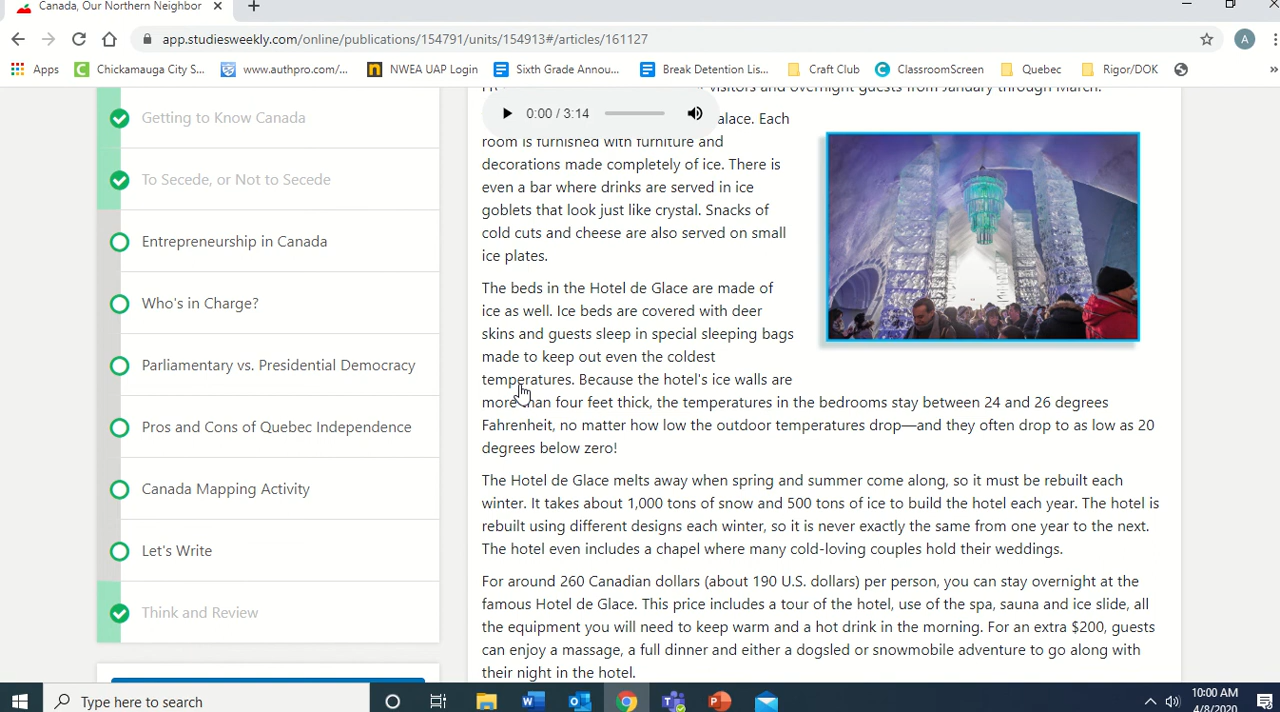 Canada, Our Northern Neighbor
app.studiesweekly.com/online/publications/154791/units/154913#/articles/161127
A
Apps
Chickamauga City S...
www.authpro.com/...
NWEA UAP Login
Sixth Grade Annou...
Break Detention Lis...
Craft Club
ClassroomScreen
Quebec
Rigor/DOK
»
Getting to Know Canada
To Secede, or Not to Secede
Entrepreneurship in Canada
Who's in Charge?
Parliamentary vs. Presidential Democracy
Pros and Cons of Quebec Independence
Canada Mapping Activity
Let's Write
Think and Review
visitors and overnight guests from January through March.
0:00 / 3:14
alace. Each
room is furnished with furniture and
decorations made completely of ice. There is
even a bar where drinks are served in ice
goblets that look just like crystal. Snacks of
cold cuts and cheese are also served on small
ice plates.
The beds in the Hotel de Glace are made of
ice as well. Ice beds are covered with deer
skins and guests sleep in special sleeping bags
made to keep out even the coldest
temperatures. Because the hotel's ice walls are
more than four feet thick, the temperatures in the bedrooms stay between 24 and 26 degrees
Fahrenheit, no matter how low the outdoor temperatures drop—and they often drop to as low as 20
degrees below zero!
The Hotel de Glace melts away when spring and summer come along, so it must be rebuilt each
winter. It takes about 1,000 tons of snow and 500 tons of ice to build the hotel each year. The hotel is
rebuilt using different designs each winter, so it is never exactly the same from one year to the next.
The hotel even includes a chapel where many cold-loving couples hold their weddings.
For around 260 Canadian dollars (about 190 U.S. dollars) per person, you can stay overnight at the
famous Hotel de Glace. This price includes a tour of the hotel, use of the spa, sauna and ice slide, all
the equipment you will need to keep warm and a hot drink in the morning. For an extra $200, guests
can enjoy a massage, a full dinner and either a dogsled or snowmobile adventure to go along with
their night in the hotel.
Type here to search
10:00 AM
4/8/2020